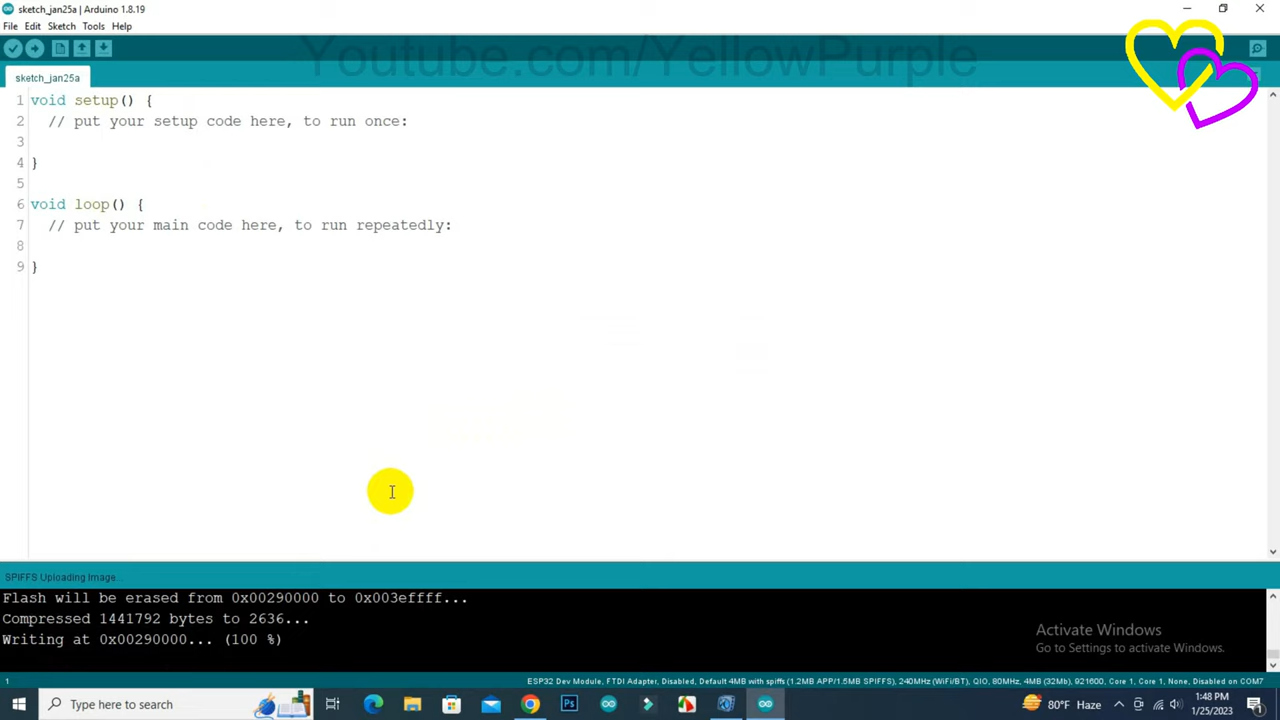 sketch_jan25a | Arduino 1.8.19
File Edit Sketch Tools Help
Youtube.com/YellowPurple
sketch_jan25a
1 void setup() {
2 // put your setup code here, to run once:
3
4 }
5
6 void loop() {
7 // put your main code here, to run repeatedly:
8
9 }
SPIFFS Uploading Image...
Flash will be erased from 0x00290000 to 0x003effff...
Compressed 1441792 bytes to 2636...
Writing at 0x00290000... (100 %)
Activate Windows
Go to Settings to activate Windows.
1 ESP32 Dev Module, FTDI Adapter, Disabled, Default 4MB with spiffs (1.2MB APP/1.5MB SPIFFS), 240MHz (WiFi/BT), QIO, 80MHz, 4MB (32Mb), 921600, Core 1, Core 1, None, Disabled on COM7
Type here to search
Ps
80°F Haze
1:48 PM
1/25/2023
1